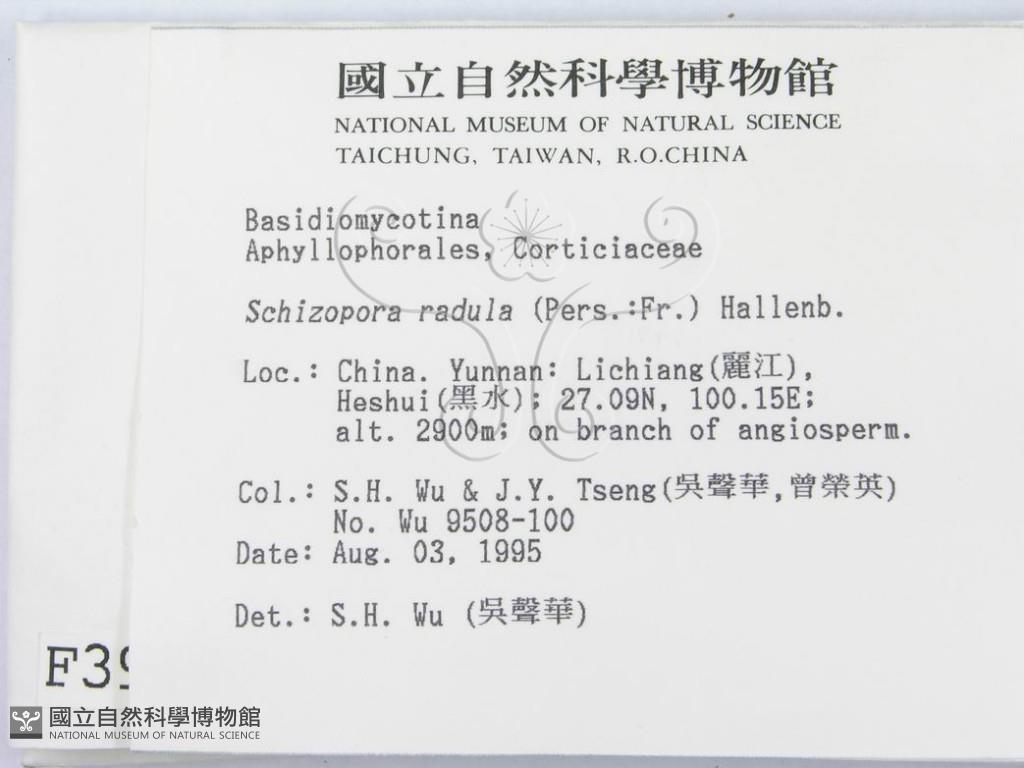 國立自然科學博物館
NATIONAL MUSEUM OF NATURAL SCIENCE
TAICHUNG, TAIWAN, R.O.CHINA
Basidiomycotina
Aphyllophorales, Corticiaceae
Schizopora radula (Pers.:Fr.) Hallenb.
Loc.: China. Yunnan: Lichiang(麗江),
Heshui(黑水); 27.09N, 100.15E;
alt. 2900m; on branch of angiosperm.
Col.: S.H. Wu & J.Y. Tseng(吳聲華,曾榮英)
No. Wu 9508-100
Date: Aug. 03, 1995
Det.: S.H. Wu (吳聲華)
F39
國立自然科學博物館
NATIONAL MUSEUM OF NATURAL SCIENCE